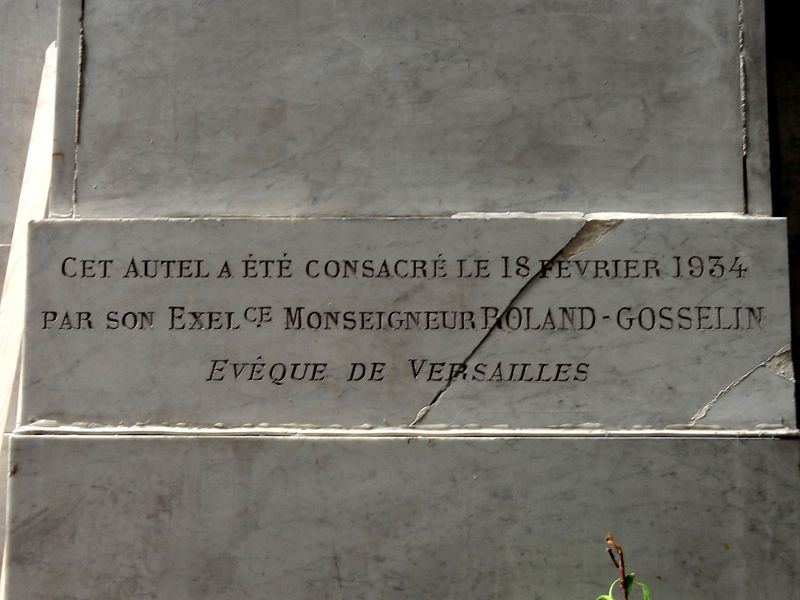 CET AUTEL A ÉTÉ CONSACRÉ LE 18 FÉVRIER 1934
PAR SON EXELCE MONSEIGNEUR ROLAND-GOSSELIN
EVÊQUE DE VERSAILLES